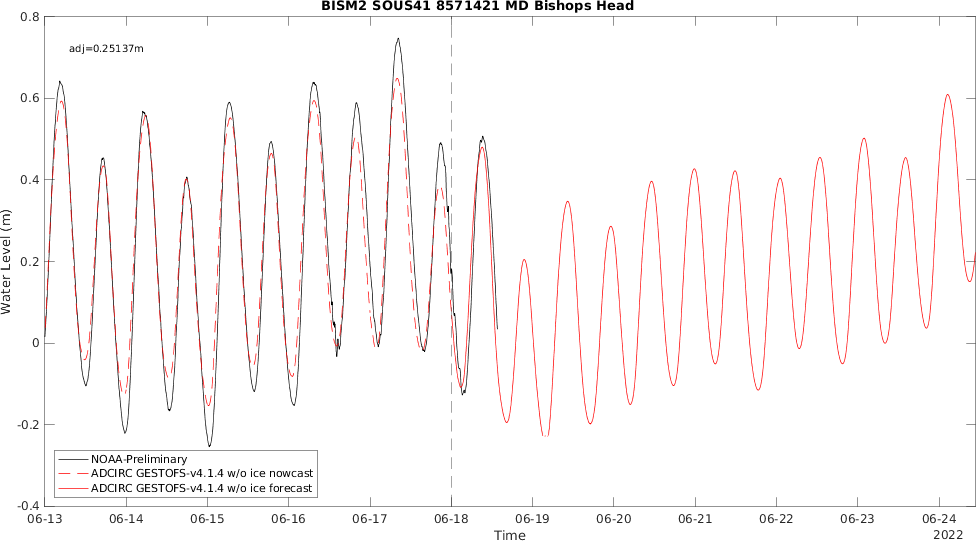 BISM2 SOUS41 8571421 MD Bishops Head
adj=0.25137m
0.8
0.6
0.4
0.2
0
-0.2
-0.4
Water Level (m)
NOAA-Preliminary
ADCIRC GESTOFS-v4.1.4 w/o ice nowcast
ADCIRC GESTOFS-v4.1.4 w/o ice forecast
06-13 06-14 06-15 06-16 06-17 06-18 06-19 06-20 06-21 06-22 06-23 06-24
Time
2022